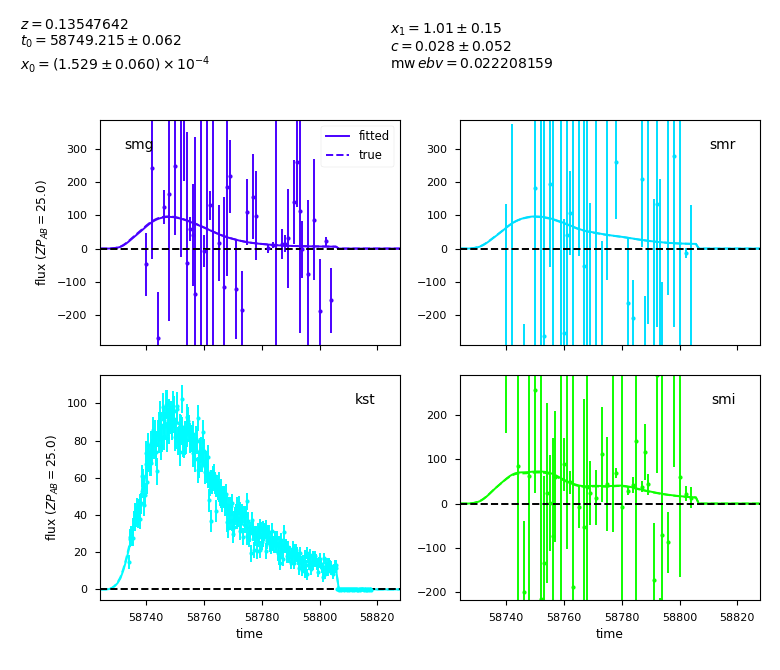 z = 0.13547642
t₀ = 58749.215 ± 0.062
x₀ = (1.529 ± 0.060) × 10⁻⁴
x₁ = 1.01 ± 0.15
c = 0.028 ± 0.052
mw ebv = 0.022208159
smg
fitted
true
300
200
100
0
−100
−200
flux (ZP_AB = 25.0)
smr
300
200
100
0
−100
−200
kst
100
80
60
40
20
0
flux (ZP_AB = 25.0)
58740 58760 58780 58800 58820
time
smi
200
100
0
−100
−200
58740 58760 58780 58800 58820
time